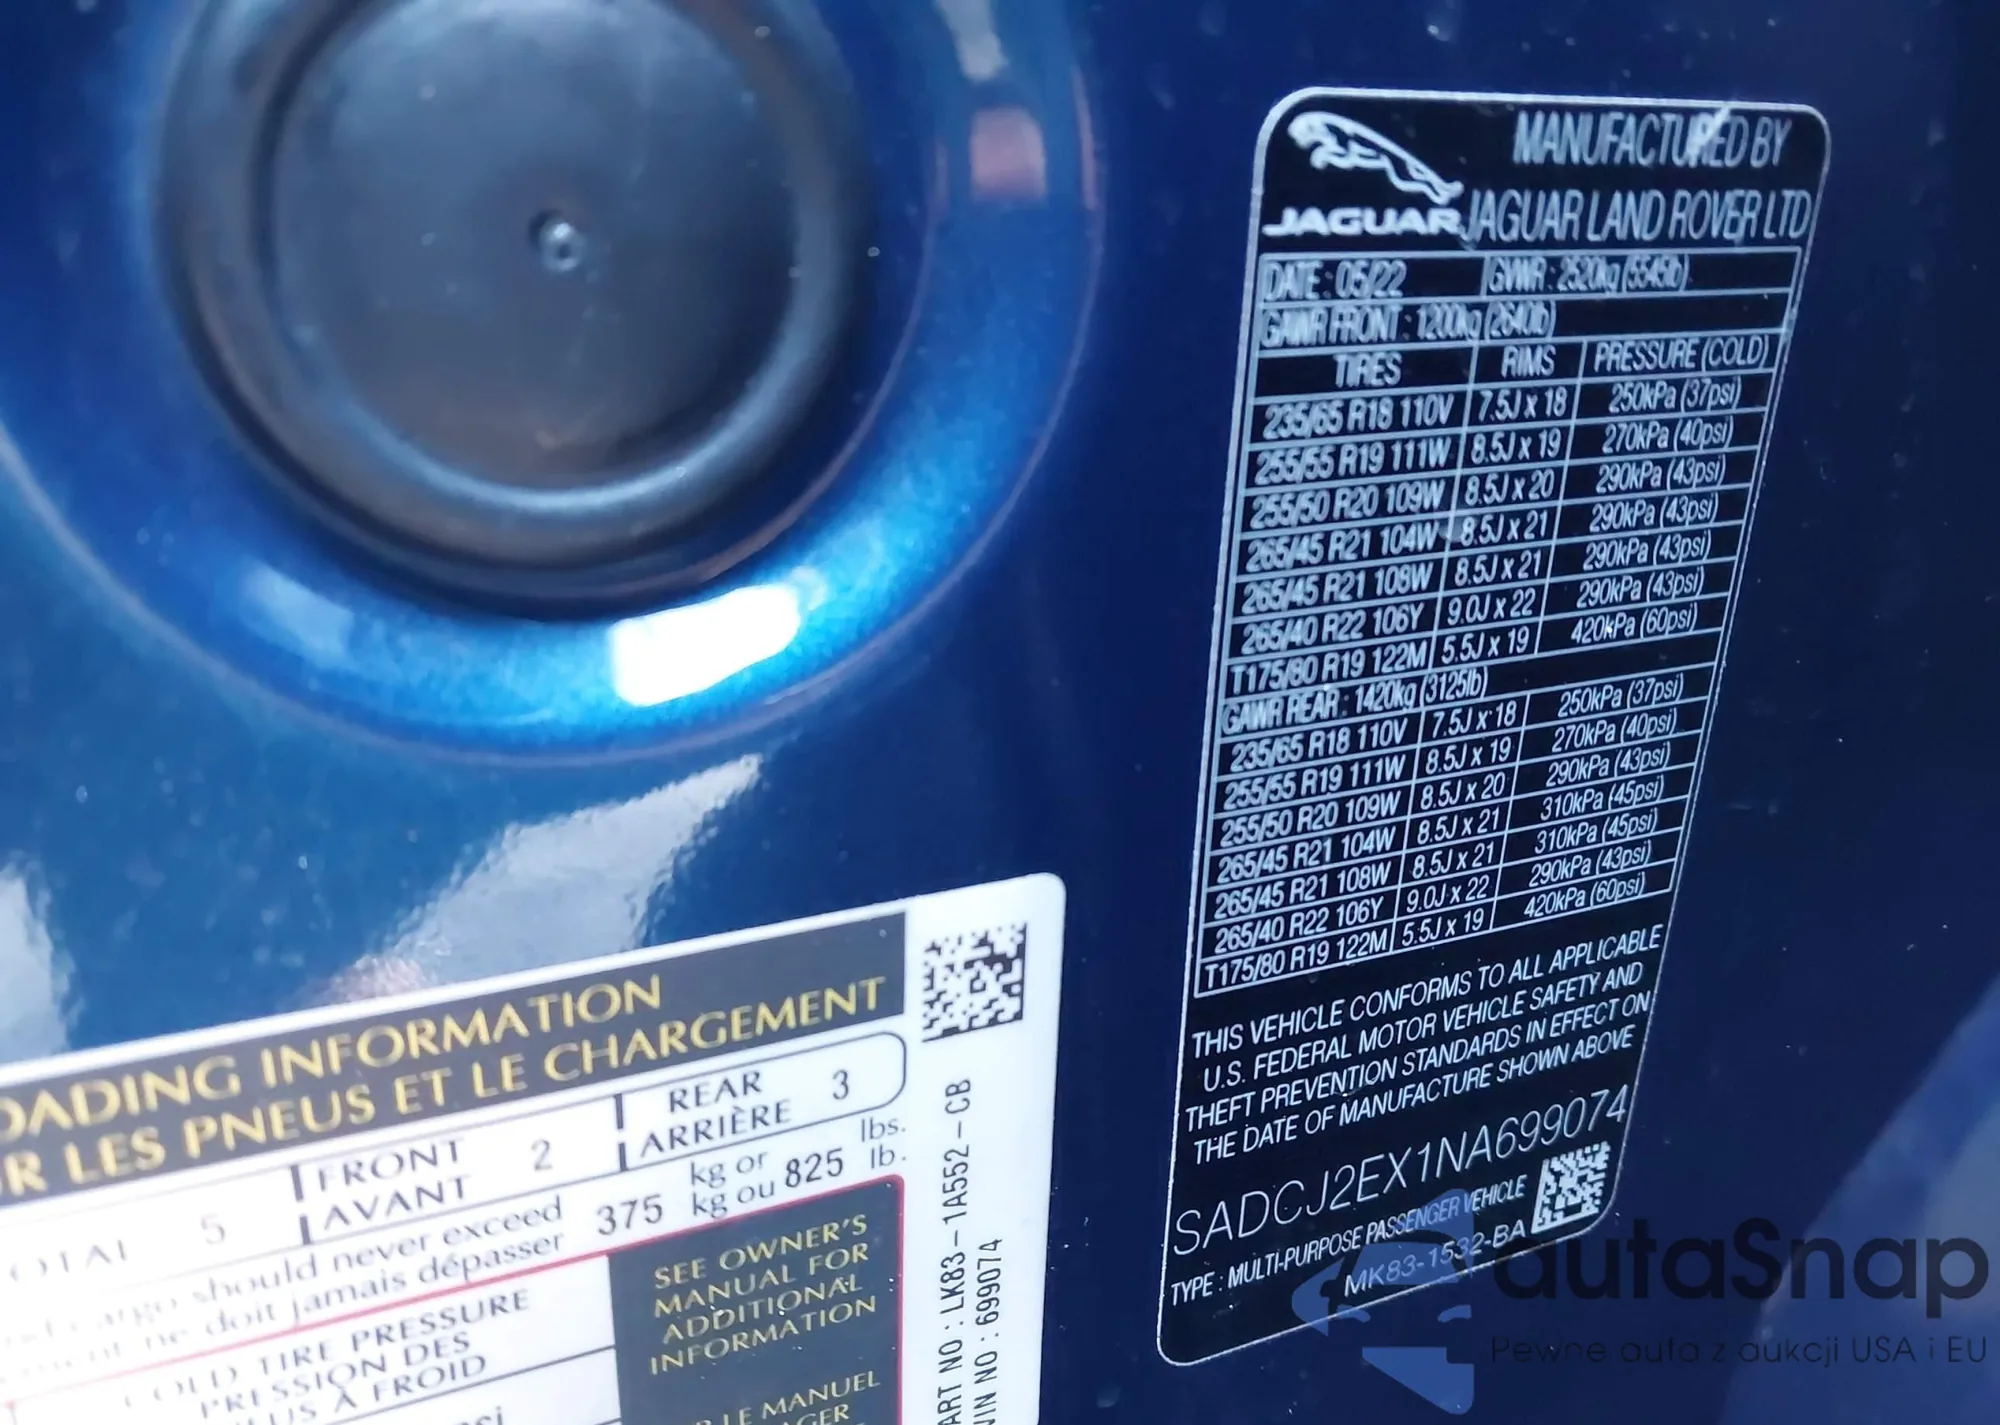 JAGUAR
MANUFACTURED BY
JAGUAR LAND ROVER LTD
DATE : 05/22 GVWR : 2520kg (5545lb)
GAWR FRONT : 1200kg (2640lb)
TIRES RIMS PRESSURE (COLD)
235/65 R18 110V 7.5J x 18 250kPa (37psi)
255/55 R19 111W 8.5J x 19 270kPa (40psi)
255/50 R20 109W 8.5J x 20 290kPa (43psi)
265/45 R21 104W 8.5J x 21 290kPa (43psi)
265/45 R21 108W 8.5J x 21 290kPa (43psi)
265/40 R22 106Y 9.0J x 22 290kPa (43psi)
T175/80 R19 122M 5.5J x 19 420kPa (60psi)
GAWR REAR : 1420kg (3125lb)
235/65 R18 110V 7.5J x 18 250kPa (37psi)
255/55 R19 111W 8.5J x 19 270kPa (40psi)
255/50 R20 109W 8.5J x 20 290kPa (43psi)
265/45 R21 104W 8.5J x 21 310kPa (45psi)
265/45 R21 108W 8.5J x 21 310kPa (45psi)
265/40 R22 106Y 9.0J x 22 290kPa (43psi)
T175/80 R19 122M 5.5J x 19 420kPa (60psi)
THIS VEHICLE CONFORMS TO ALL APPLICABLE
U.S. FEDERAL MOTOR VEHICLE SAFETY AND
THEFT PREVENTION STANDARDS IN EFFECT ON
THE DATE OF MANUFACTURE SHOWN ABOVE
SADCJ2EX1NA699074
TYPE : MULTI-PURPOSE PASSENGER VEHICLE
MK83-1532-BA
OADING INFORMATION
R LES PNEUS ET LE CHARGEMENT
OTAL 5 FRONT 2 REAR 3
AVANT ARRIÈRE
cargo should never exceed 375 kg or 825 lbs.
ne doit jamais dépasser kg ou lb.
COLD TIRE PRESSURE
PRESSION DES
À FROID
psi
SEE OWNER'S
MANUAL FOR
ADDITIONAL
INFORMATION
LE MANUEL
ART NO : LK83-1A552-CB
VIN NO : 699074
autaSnap
Pewne auta z aukcji USA i EU